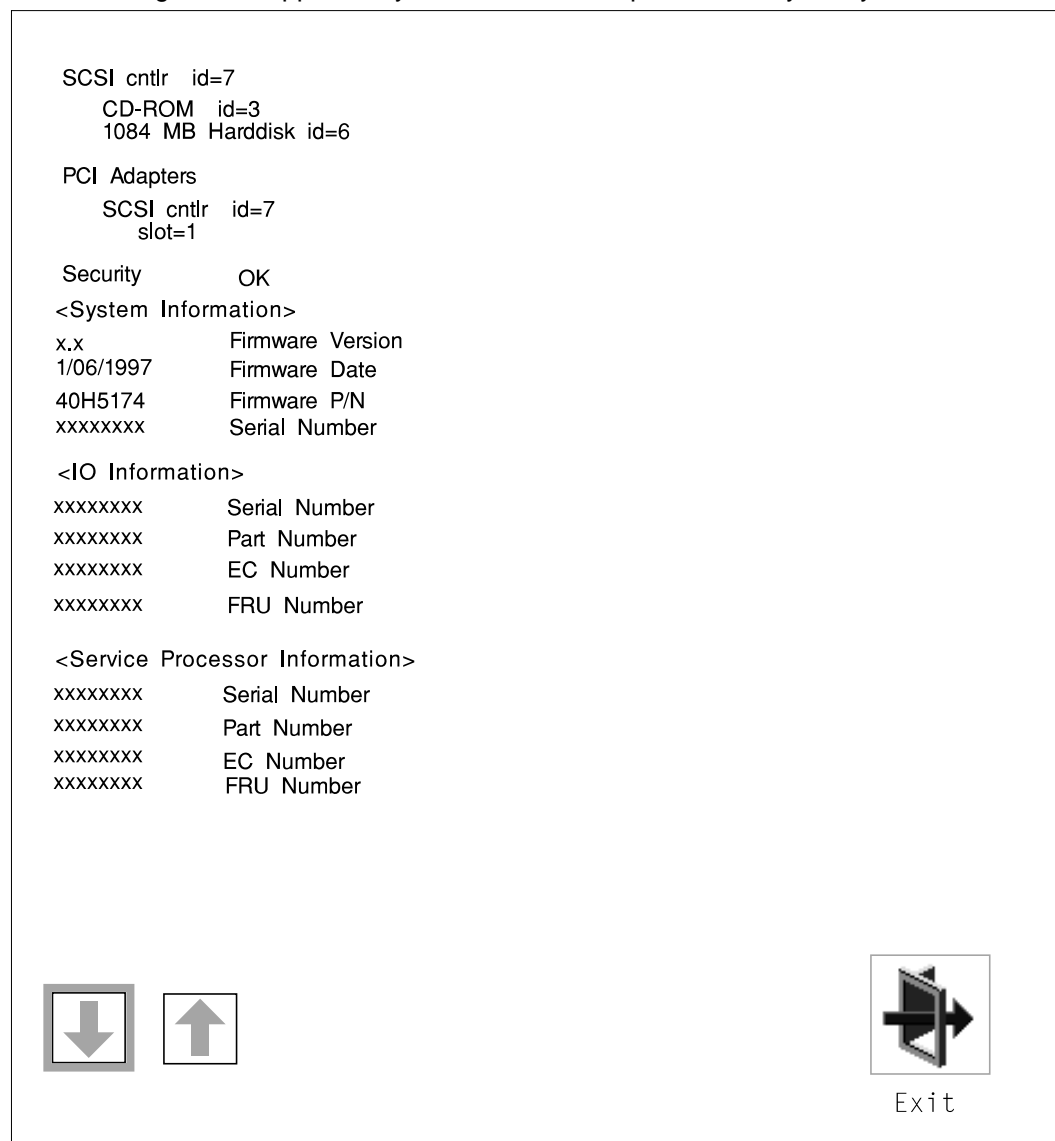 SCSI cntlr id=7
CD-ROM id=3
1084 MB Harddisk id=6
PCI Adapters
SCSI cntlr id=7
slot=1
Security OK
<System Information>
x.x Firmware Version
1/06/1997 Firmware Date
40H5174 Firmware P/N
xxxxxxxx Serial Number
<IO Information>
xxxxxxxx Serial Number
xxxxxxxx Part Number
xxxxxxxx EC Number
xxxxxxxx FRU Number
<Service Processor Information>
xxxxxxxx Serial Number
xxxxxxxx Part Number
xxxxxxxx EC Number
xxxxxxxx FRU Number
Exit